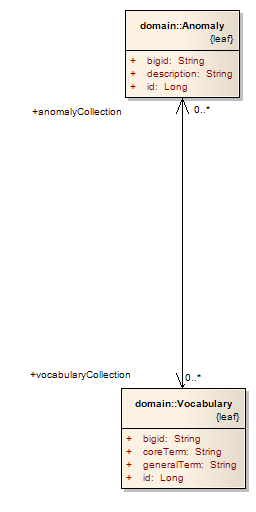 domain::Anomaly
{leaf}
+ bigid: String
+ description: String
+ id: Long
+anomalyCollection
0..*
+vocabularyCollection
0..*
domain::Vocabulary
{leaf}
+ bigid: String
+ coreTerm: String
+ generalTerm: String
+ id: Long